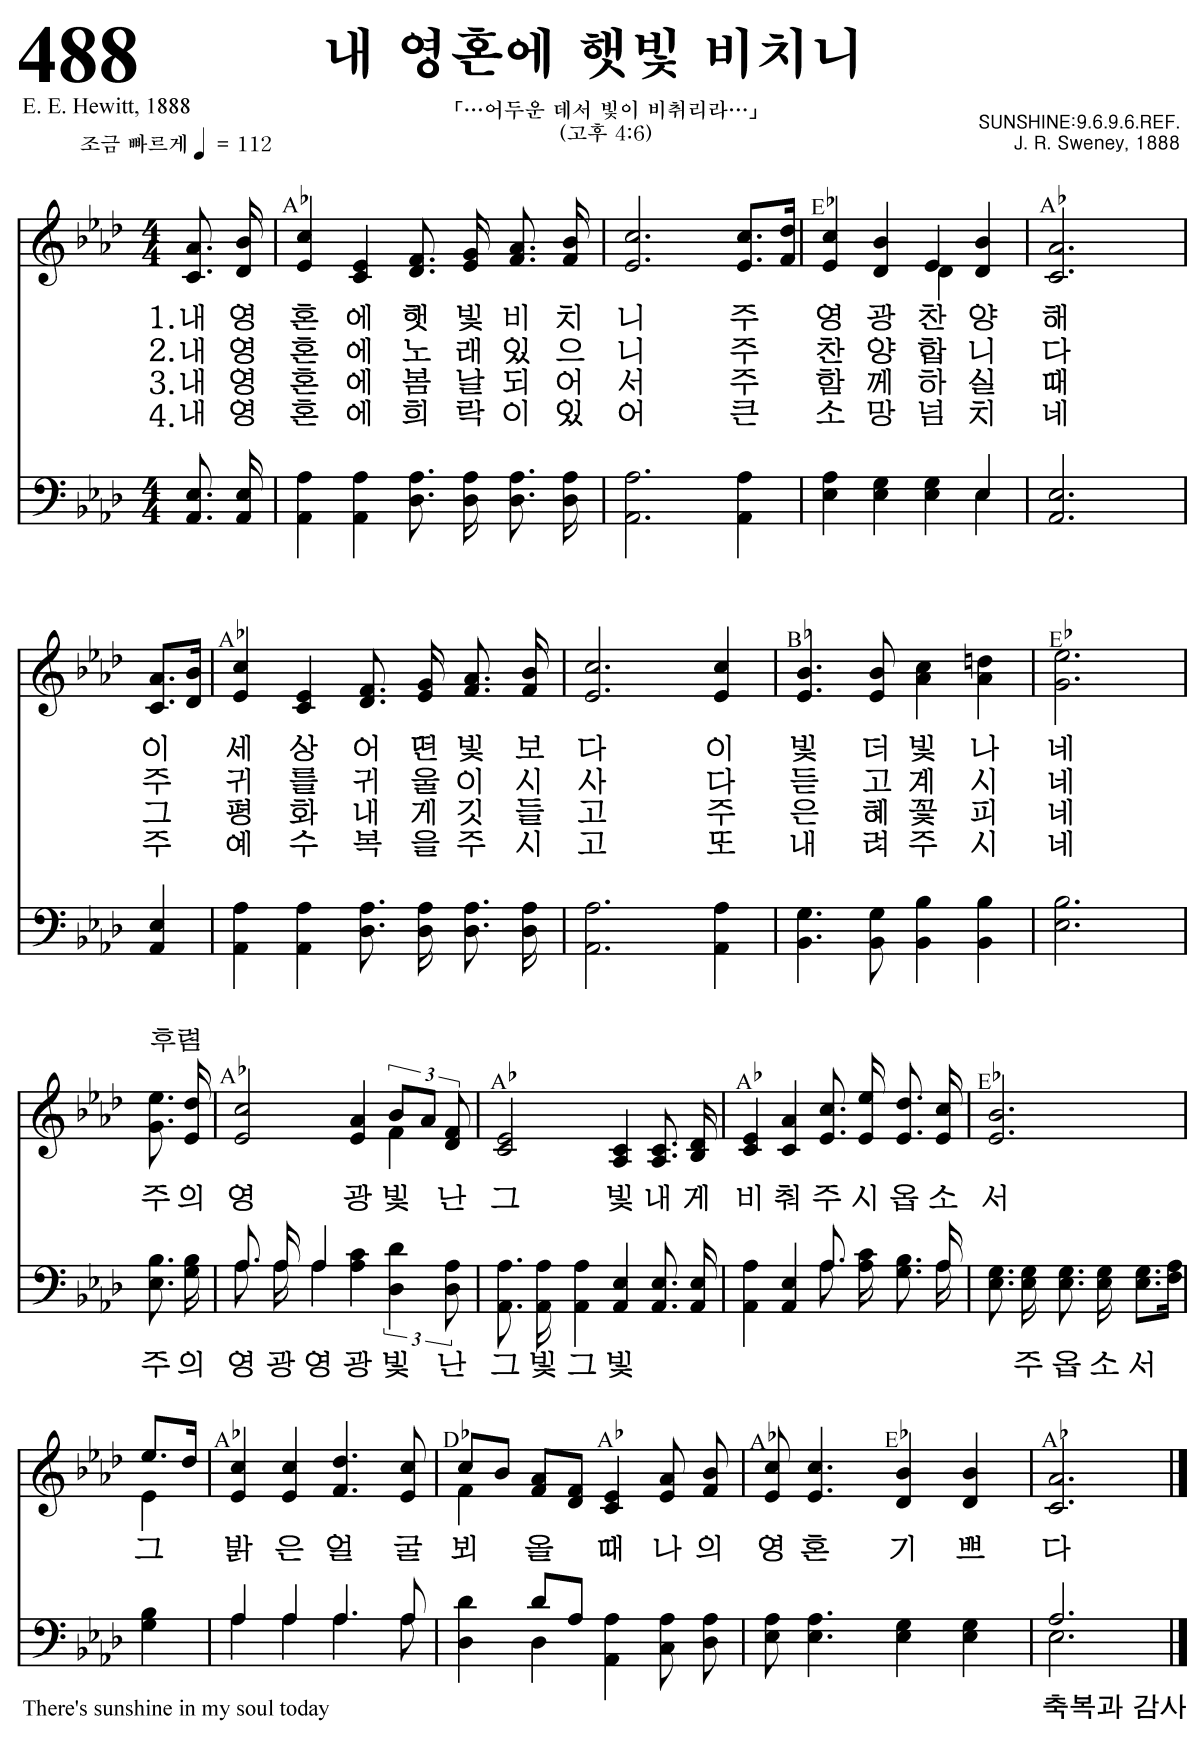 488
내 영혼에 햇빛 비치니
E. E. Hewitt, 1888
「…어두운 데서 빛이 비취리라…」
(고후 4:6)
조금 빠르게 ♩ = 112
SUNSHINE:9.6.9.6.REF.
J. R. Sweney, 1888
A♭ E♭ A♭
1.내 영 혼 에 햇 빛 비 치 니 주 영 광 찬 양 해
2.내 영 혼 에 노 래 있 으 니 주 찬 양 합 니 다
3.내 영 혼 에 봄 날 되 어 서 주 함 께 하 실 때
4.내 영 혼 에 희 락 이 있 어 큰 소 망 넘 치 네
A♭ B♭ E♭
이 세 상 어 떤 빛 보 다 이 빛 더 빛 나 네
주 귀 를 귀 울 이 시 사 다 듣 고 계 시 네
그 평 화 내 게 깃 들 고 주 은 혜 꽃 피 네
주 예 수 복 을 주 시 고 또 내 려 주 시 네
후렴
A♭ 3 A♭ A♭ E♭
주 의 영 광 빛 난 그 빛 내 게 비 춰 주 시 옵 소 서
3
주 의 영 광 영 광 빛 난 그 빛 그 빛 주 옵 소 서
A♭ D♭ A♭ A♭ E♭ A♭
그 밝 은 얼 굴 뵈 올 때 나 의 영 혼 기 쁘 다
There's sunshine in my soul today
축복과 감사